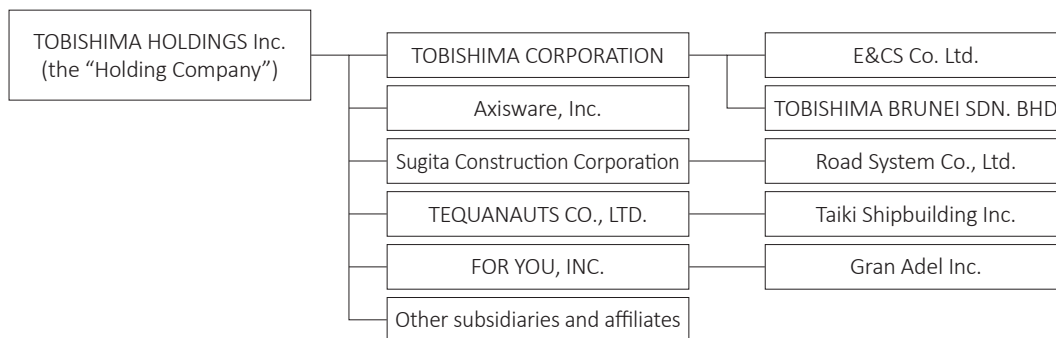 TOBISHIMA HOLDINGS Inc.
(the “Holding Company”)
TOBISHIMA CORPORATION
E&CS Co. Ltd.
TOBISHIMA BRUNEI SDN. BHD
Axisware, Inc.
Sugita Construction Corporation
Road System Co., Ltd.
TEQUANAUTS CO., LTD.
Taiki Shipbuilding Inc.
FOR YOU, INC.
Gran Adel Inc.
Other subsidiaries and affiliates